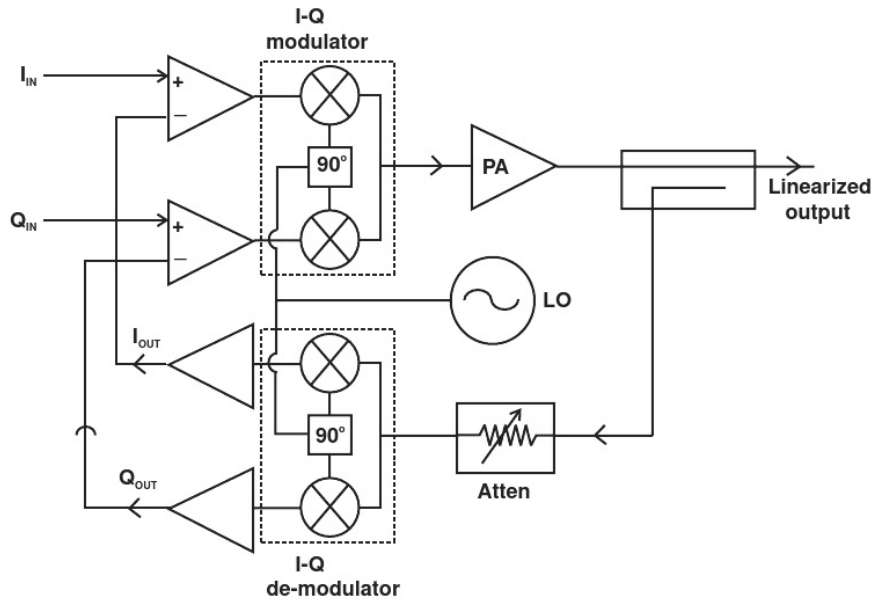 I-Q
modulator
I_IN
+
−
90°
PA
Linearized
output
Q_IN
+
−
LO
I_OUT
90°
Q_OUT
Atten
I-Q
de-modulator